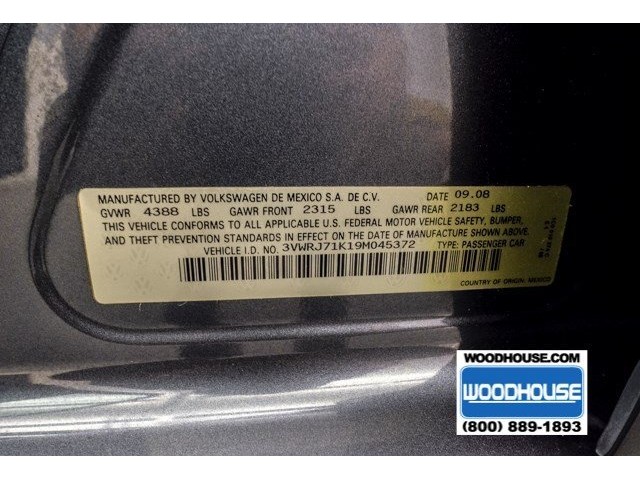 MANUFACTURED BY VOLKSWAGEN DE MEXICO S.A. DE C.V. DATE 09.08
GVWR 4388 LBS GAWR FRONT 2315 LBS GAWR REAR 2183 LBS
THIS VEHICLE CONFORMS TO ALL APPLICABLE U.S. FEDERAL MOTOR VEHICLE SAFETY, BUMPER,
AND THEFT PREVENTION STANDARDS IN EFFECT ON THE DATE OF MANUFACTURE SHOWN ABOVE.
VEHICLE I.D. NO. 3VWRJ71K19M045372 TYPE: PASSENGER CAR
COUNTRY OF ORIGIN: MEXICO
WOODHOUSE.COM
WOODHOUSE
(800) 889-1893